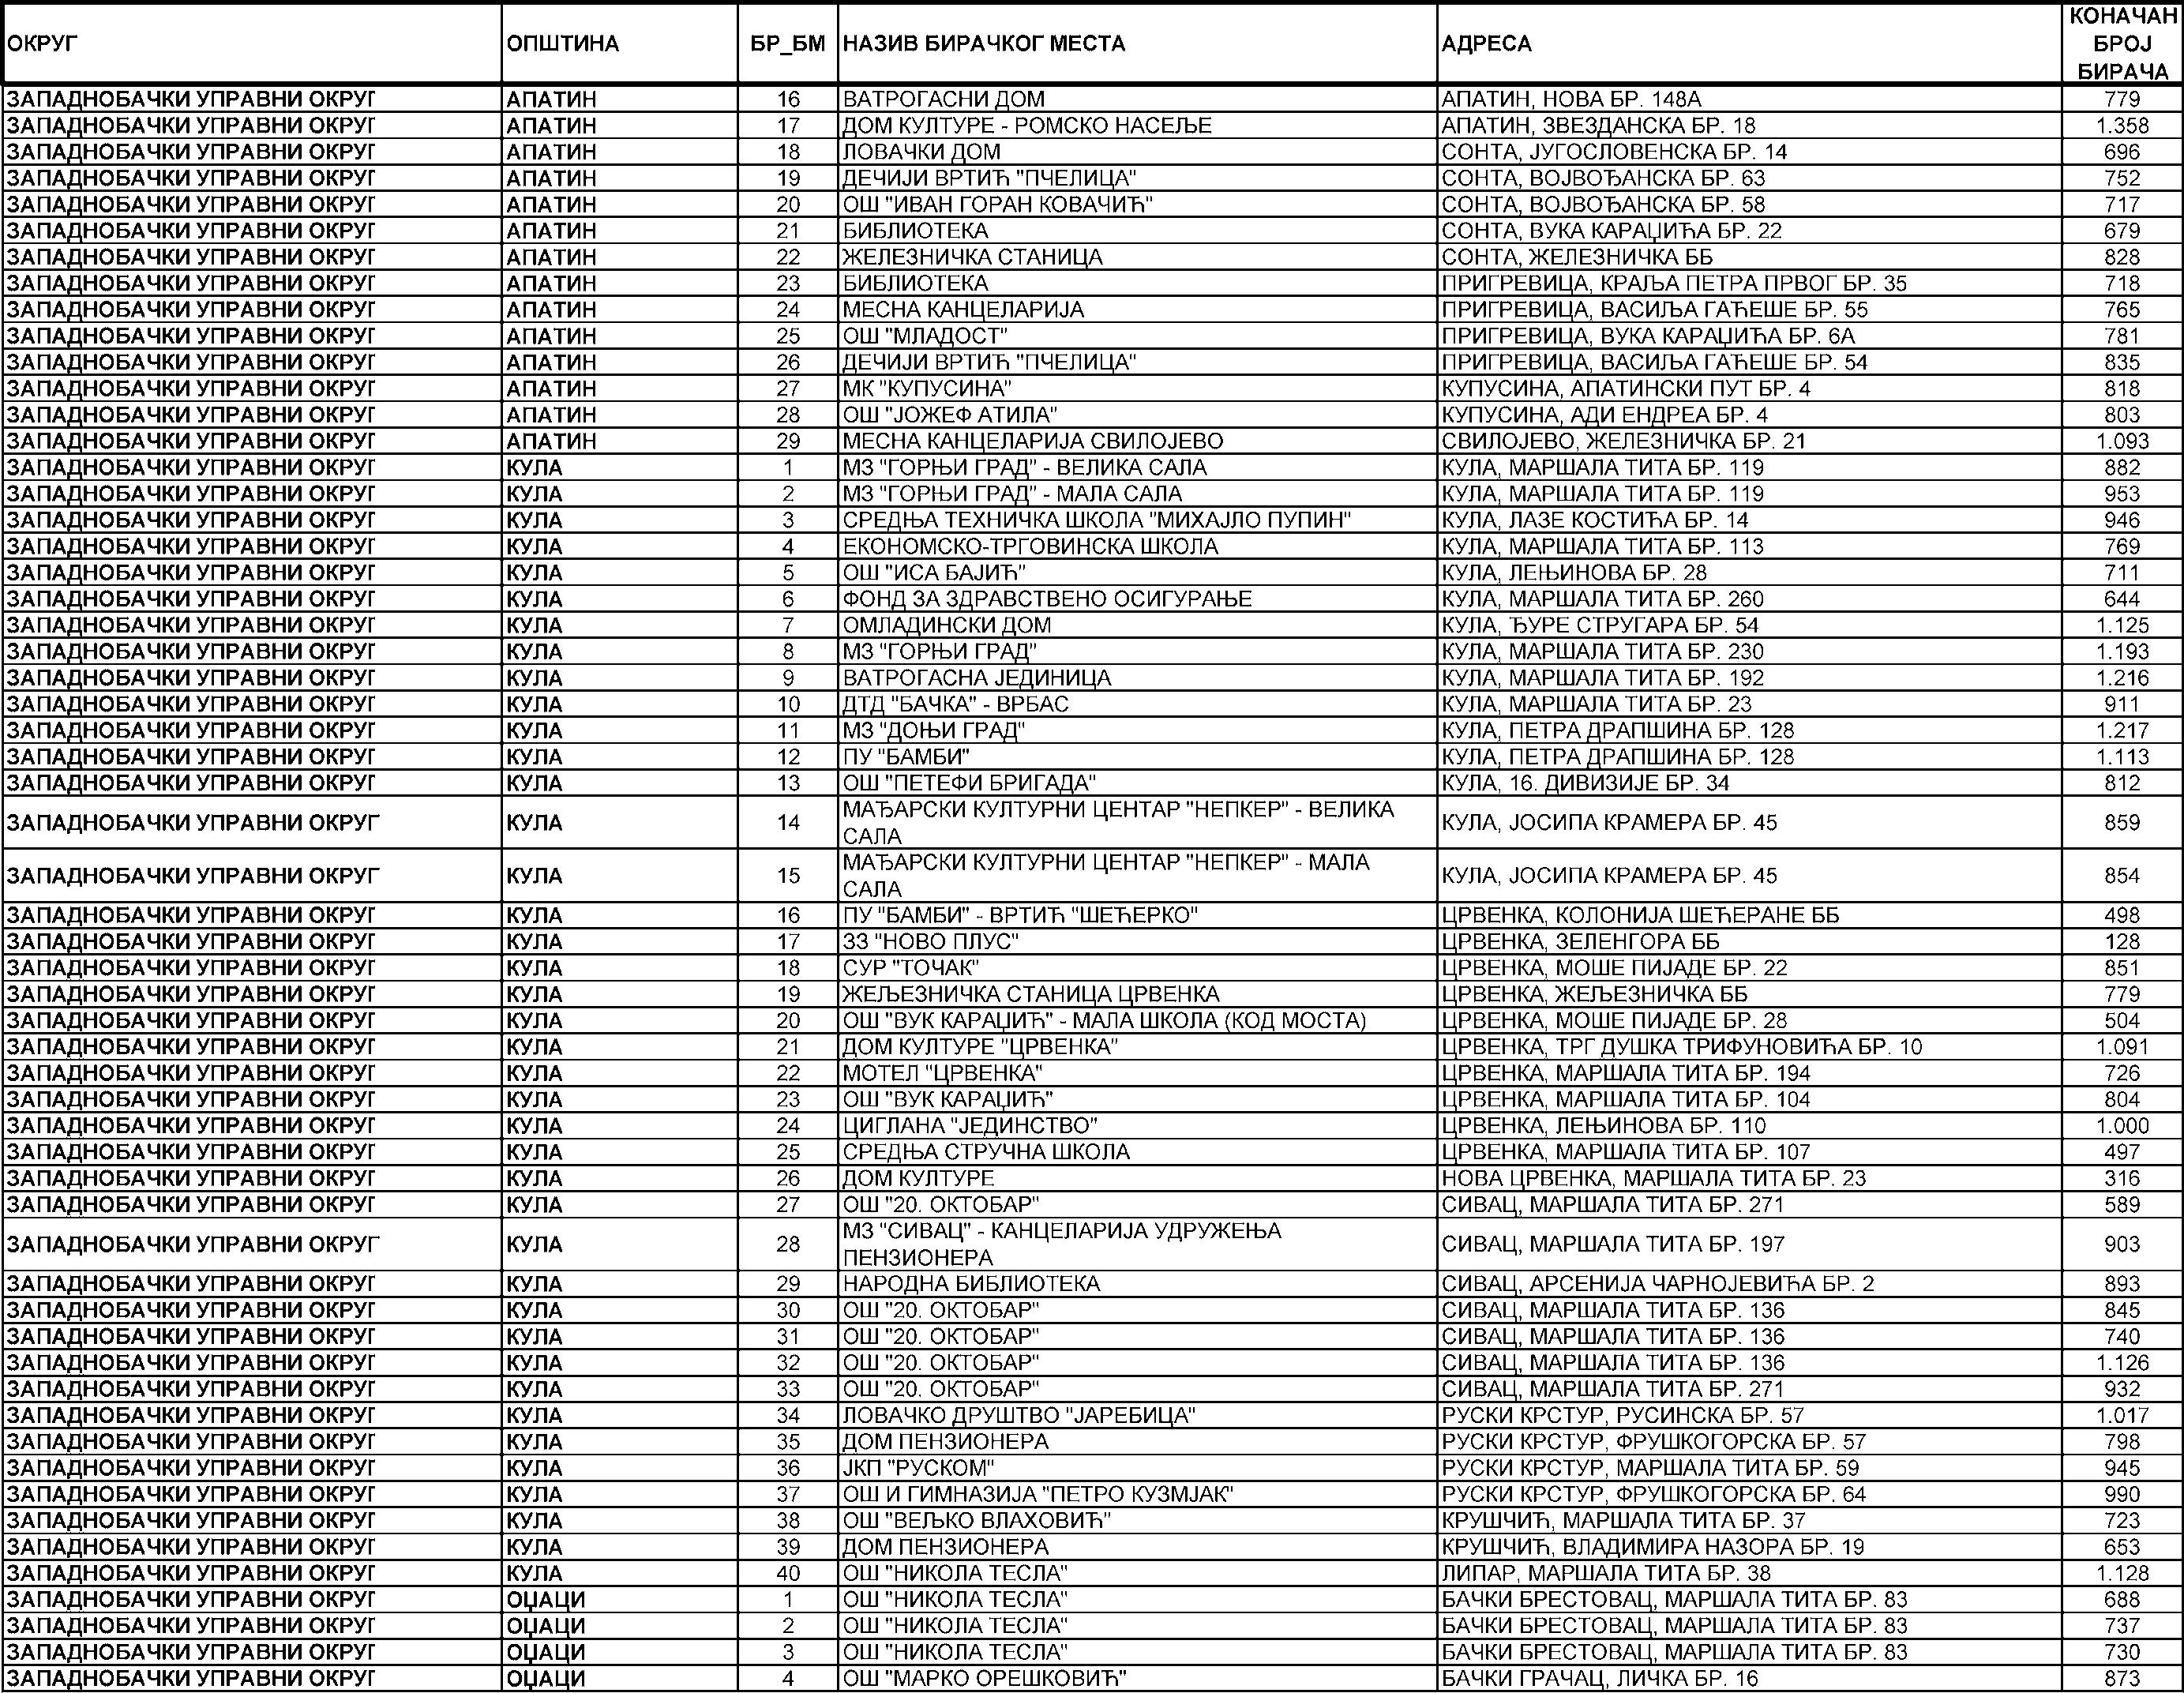 ОКРУГ ОПШТИНА БР_БМ НАЗИВ БИРАЧКОГ МЕСТА АДРЕСА КОНАЧАН БРОЈ БИРАЧА
ЗАПАДНОБАЧКИ УПРАВНИ ОКРУГ АПАТИН 16 ВАТРОГАСНИ ДОМ АПАТИН, НОВА БР. 148А 779
ЗАПАДНОБАЧКИ УПРАВНИ ОКРУГ АПАТИН 17 ДОМ КУЛТУРЕ - РОМСКО НАСЕЉЕ АПАТИН, ЗВЕЗДАНСКА БР. 18 1.358
ЗАПАДНОБАЧКИ УПРАВНИ ОКРУГ АПАТИН 18 ЛОВАЧКИ ДОМ СОНТА, ЈУГОСЛОВЕНСКА БР. 14 696
ЗАПАДНОБАЧКИ УПРАВНИ ОКРУГ АПАТИН 19 ДЕЧИЈИ ВРТИЋ "ПЧЕЛИЦА" СОНТА, ВОЈВОЂАНСКА БР. 63 752
ЗАПАДНОБАЧКИ УПРАВНИ ОКРУГ АПАТИН 20 ОШ "ИВАН ГОРАН КОВАЧИЋ" СОНТА, ВОЈВОЂАНСКА БР. 58 717
ЗАПАДНОБАЧКИ УПРАВНИ ОКРУГ АПАТИН 21 БИБЛИОТЕКА СОНТА, ВУКА КАРАЏИЋА БР. 22 679
ЗАПАДНОБАЧКИ УПРАВНИ ОКРУГ АПАТИН 22 ЖЕЛЕЗНИЧКА СТАНИЦА СОНТА, ЖЕЛЕЗНИЧКА ББ 828
ЗАПАДНОБАЧКИ УПРАВНИ ОКРУГ АПАТИН 23 БИБЛИОТЕКА ПРИГРЕВИЦА, КРАЉА ПЕТРА ПРВОГ БР. 35 718
ЗАПАДНОБАЧКИ УПРАВНИ ОКРУГ АПАТИН 24 МЕСНА КАНЦЕЛАРИЈА ПРИГРЕВИЦА, ВАСИЉА ГАЋЕШЕ БР. 55 765
ЗАПАДНОБАЧКИ УПРАВНИ ОКРУГ АПАТИН 25 ОШ "МЛАДОСТ" ПРИГРЕВИЦА, ВУКА КАРАЏИЋА БР. 6А 781
ЗАПАДНОБАЧКИ УПРАВНИ ОКРУГ АПАТИН 26 ДЕЧИЈИ ВРТИЋ "ПЧЕЛИЦА" ПРИГРЕВИЦА, ВАСИЉА ГАЋЕШЕ БР. 54 835
ЗАПАДНОБАЧКИ УПРАВНИ ОКРУГ АПАТИН 27 МК "КУПУСИНА" КУПУСИНА, АПАТИНСКИ ПУТ БР. 4 818
ЗАПАДНОБАЧКИ УПРАВНИ ОКРУГ АПАТИН 28 ОШ "ЈОЖЕФ АТИЛА" КУПУСИНА, АДИ ЕНДРЕА БР. 4 803
ЗАПАДНОБАЧКИ УПРАВНИ ОКРУГ АПАТИН 29 МЕСНА КАНЦЕЛАРИЈА СВИЛОЈЕВО СВИЛОЈЕВО, ЖЕЛЕЗНИЧКА БР. 21 1.093
ЗАПАДНОБАЧКИ УПРАВНИ ОКРУГ КУЛА 1 МЗ "ГОРЊИ ГРАД" - ВЕЛИКА САЛА КУЛА, МАРШАЛА ТИТА БР. 119 882
ЗАПАДНОБАЧКИ УПРАВНИ ОКРУГ КУЛА 2 МЗ "ГОРЊИ ГРАД" - МАЛА САЛА КУЛА, МАРШАЛА ТИТА БР. 119 953
ЗАПАДНОБАЧКИ УПРАВНИ ОКРУГ КУЛА 3 СРЕДЊА ТЕХНИЧКА ШКОЛА "МИХАЈЛО ПУПИН" КУЛА, ЛАЗЕ КОСТИЋА БР. 14 946
ЗАПАДНОБАЧКИ УПРАВНИ ОКРУГ КУЛА 4 ЕКОНОМСКО-ТРГОВИНСКА ШКОЛА КУЛА, МАРШАЛА ТИТА БР. 113 769
ЗАПАДНОБАЧКИ УПРАВНИ ОКРУГ КУЛА 5 ОШ "ИСА БАЈИЋ" КУЛА, ЛЕЊИНОВА БР. 28 711
ЗАПАДНОБАЧКИ УПРАВНИ ОКРУГ КУЛА 6 ФОНД ЗА ЗДРАВСТВЕНО ОСИГУРАЊЕ КУЛА, МАРШАЛА ТИТА БР. 260 644
ЗАПАДНОБАЧКИ УПРАВНИ ОКРУГ КУЛА 7 ОМЛАДИНСКИ ДОМ КУЛА, ЂУРЕ СТРУГАРА БР. 54 1.125
ЗАПАДНОБАЧКИ УПРАВНИ ОКРУГ КУЛА 8 МЗ "ГОРЊИ ГРАД" КУЛА, МАРШАЛА ТИТА БР. 230 1.193
ЗАПАДНОБАЧКИ УПРАВНИ ОКРУГ КУЛА 9 ВАТРОГАСНА ЈЕДИНИЦА КУЛА, МАРШАЛА ТИТА БР. 192 1.216
ЗАПАДНОБАЧКИ УПРАВНИ ОКРУГ КУЛА 10 ДТД "БАЧКА" - ВРБАС КУЛА, МАРШАЛА ТИТА БР. 23 911
ЗАПАДНОБАЧКИ УПРАВНИ ОКРУГ КУЛА 11 МЗ "ДОЊИ ГРАД" КУЛА, ПЕТРА ДРАПШИНА БР. 128 1.217
ЗАПАДНОБАЧКИ УПРАВНИ ОКРУГ КУЛА 12 ПУ "БАМБИ" КУЛА, ПЕТРА ДРАПШИНА БР. 128 1.113
ЗАПАДНОБАЧКИ УПРАВНИ ОКРУГ КУЛА 13 ОШ "ПЕТЕФИ БРИГАДА" КУЛА, 16. ДИВИЗИЈЕ БР. 34 812
ЗАПАДНОБАЧКИ УПРАВНИ ОКРУГ КУЛА 14 МАЂАРСКИ КУЛТУРНИ ЦЕНТАР "НЕПКЕР" - ВЕЛИКА САЛА КУЛА, ЈОСИПА КРАМЕРА БР. 45 859
ЗАПАДНОБАЧКИ УПРАВНИ ОКРУГ КУЛА 15 МАЂАРСКИ КУЛТУРНИ ЦЕНТАР "НЕПКЕР" - МАЛА САЛА КУЛА, ЈОСИПА КРАМЕРА БР. 45 854
ЗАПАДНОБАЧКИ УПРАВНИ ОКРУГ КУЛА 16 ПУ "БАМБИ" - ВРТИЋ "ШЕЋЕРКО" ЦРВЕНКА, КОЛОНИЈА ШЕЋЕРАНЕ ББ 498
ЗАПАДНОБАЧКИ УПРАВНИ ОКРУГ КУЛА 17 ЗЗ "НОВО ПЛУС" ЦРВЕНКА, ЗЕЛЕНГОРА ББ 128
ЗАПАДНОБАЧКИ УПРАВНИ ОКРУГ КУЛА 18 СУР "ТОЧАК" ЦРВЕНКА, МОШЕ ПИЈАДЕ БР. 22 851
ЗАПАДНОБАЧКИ УПРАВНИ ОКРУГ КУЛА 19 ЖЕЉЕЗНИЧКА СТАНИЦА ЦРВЕНКА ЦРВЕНКА, ЖЕЉЕЗНИЧКА ББ 779
ЗАПАДНОБАЧКИ УПРАВНИ ОКРУГ КУЛА 20 ОШ "ВУК КАРАЏИЋ" - МАЛА ШКОЛА (КОД МОСТА) ЦРВЕНКА, МОШЕ ПИЈАДЕ БР. 28 504
ЗАПАДНОБАЧКИ УПРАВНИ ОКРУГ КУЛА 21 ДОМ КУЛТУРЕ "ЦРВЕНКА" ЦРВЕНКА, ТРГ ДУШКА ТРИФУНОВИЋА БР. 10 1.091
ЗАПАДНОБАЧКИ УПРАВНИ ОКРУГ КУЛА 22 МОТЕЛ "ЦРВЕНКА" ЦРВЕНКА, МАРШАЛА ТИТА БР. 194 726
ЗАПАДНОБАЧКИ УПРАВНИ ОКРУГ КУЛА 23 ОШ "ВУК КАРАЏИЋ" ЦРВЕНКА, МАРШАЛА ТИТА БР. 104 804
ЗАПАДНОБАЧКИ УПРАВНИ ОКРУГ КУЛА 24 ЦИГЛАНА "ЈЕДИНСТВО" ЦРВЕНКА, ЛЕЊИНОВА БР. 110 1.000
ЗАПАДНОБАЧКИ УПРАВНИ ОКРУГ КУЛА 25 СРЕДЊА СТРУЧНА ШКОЛА ЦРВЕНКА, МАРШАЛА ТИТА БР. 107 497
ЗАПАДНОБАЧКИ УПРАВНИ ОКРУГ КУЛА 26 ДОМ КУЛТУРЕ НОВА ЦРВЕНКА, МАРШАЛА ТИТА БР. 23 316
ЗАПАДНОБАЧКИ УПРАВНИ ОКРУГ КУЛА 27 ОШ "20. ОКТОБАР" СИВАЦ, МАРШАЛА ТИТА БР. 271 589
ЗАПАДНОБАЧКИ УПРАВНИ ОКРУГ КУЛА 28 МЗ "СИВАЦ" - КАНЦЕЛАРИЈА УДРУЖЕЊА ПЕНЗИОНЕРА СИВАЦ, МАРШАЛА ТИТА БР. 197 903
ЗАПАДНОБАЧКИ УПРАВНИ ОКРУГ КУЛА 29 НАРОДНА БИБЛИОТЕКА СИВАЦ, АРСЕНИЈА ЧАРНОЈЕВИЋА БР. 2 893
ЗАПАДНОБАЧКИ УПРАВНИ ОКРУГ КУЛА 30 ОШ "20. ОКТОБАР" СИВАЦ, МАРШАЛА ТИТА БР. 136 845
ЗАПАДНОБАЧКИ УПРАВНИ ОКРУГ КУЛА 31 ОШ "20. ОКТОБАР" СИВАЦ, МАРШАЛА ТИТА БР. 136 740
ЗАПАДНОБАЧКИ УПРАВНИ ОКРУГ КУЛА 32 ОШ "20. ОКТОБАР" СИВАЦ, МАРШАЛА ТИТА БР. 136 1.126
ЗАПАДНОБАЧКИ УПРАВНИ ОКРУГ КУЛА 33 ОШ "20. ОКТОБАР" СИВАЦ, МАРШАЛА ТИТА БР. 271 932
ЗАПАДНОБАЧКИ УПРАВНИ ОКРУГ КУЛА 34 ЛОВАЧКО ДРУШТВО "ЈАРЕБИЦА" РУСКИ КРСТУР, РУСИНСКА БР. 57 1.017
ЗАПАДНОБАЧКИ УПРАВНИ ОКРУГ КУЛА 35 ДОМ ПЕНЗИОНЕРА РУСКИ КРСТУР, ФРУШКОГОРСКА БР. 57 798
ЗАПАДНОБАЧКИ УПРАВНИ ОКРУГ КУЛА 36 ЈКП "РУСКОМ" РУСКИ КРСТУР, МАРШАЛА ТИТА БР. 59 945
ЗАПАДНОБАЧКИ УПРАВНИ ОКРУГ КУЛА 37 ОШ И ГИМНАЗИЈА "ПЕТРО КУЗМЈАК" РУСКИ КРСТУР, ФРУШКОГОРСКА БР. 64 990
ЗАПАДНОБАЧКИ УПРАВНИ ОКРУГ КУЛА 38 ОШ "ВЕЉКО ВЛАХОВИЋ" КРУШЧИЋ, МАРШАЛА ТИТА БР. 37 723
ЗАПАДНОБАЧКИ УПРАВНИ ОКРУГ КУЛА 39 ДОМ ПЕНЗИОНЕРА КРУШЧИЋ, ВЛАДИМИРА НАЗОРА БР. 19 653
ЗАПАДНОБАЧКИ УПРАВНИ ОКРУГ КУЛА 40 ОШ "НИКОЛА ТЕСЛА" ЛИПАР, МАРШАЛА ТИТА БР. 38 1.128
ЗАПАДНОБАЧКИ УПРАВНИ ОКРУГ ОЏАЦИ 1 ОШ "НИКОЛА ТЕСЛА" БАЧКИ БРЕСТОВАЦ, МАРШАЛА ТИТА БР. 83 688
ЗАПАДНОБАЧКИ УПРАВНИ ОКРУГ ОЏАЦИ 2 ОШ "НИКОЛА ТЕСЛА" БАЧКИ БРЕСТОВАЦ, МАРШАЛА ТИТА БР. 83 737
ЗАПАДНОБАЧКИ УПРАВНИ ОКРУГ ОЏАЦИ 3 ОШ "НИКОЛА ТЕСЛА" БАЧКИ БРЕСТОВАЦ, МАРШАЛА ТИТА БР. 83 730
ЗАПАДНОБАЧКИ УПРАВНИ ОКРУГ ОЏАЦИ 4 ОШ "МАРКО ОРЕШКОВИЋ" БАЧКИ ГРАЧАЦ, ЛИЧКА БР. 16 873